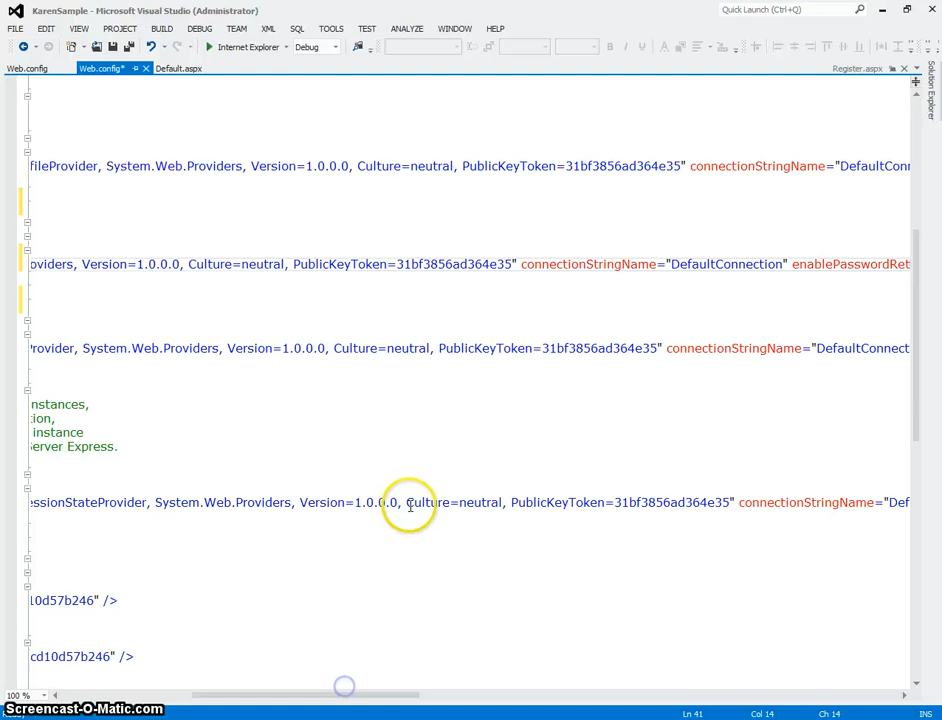 KarenSample - Microsoft Visual Studio (Administrator)
Quick Launch (Ctrl+Q)
FILE EDIT VIEW PROJECT BUILD DEBUG TEAM XML SQL TOOLS TEST ANALYZE WINDOW HELP
Internet Explorer Debug
Web.config Web.config* Default.aspx Register.aspx
Solution Explorer
fileProvider, System.Web.Providers, Version=1.0.0.0, Culture=neutral, PublicKeyToken=31bf3856ad364e35" connectionStringName="DefaultConn
oviders, Version=1.0.0.0, Culture=neutral, PublicKeyToken=31bf3856ad364e35" connectionStringName="DefaultConnection" enablePasswordRet
Provider, System.Web.Providers, Version=1.0.0.0, Culture=neutral, PublicKeyToken=31bf3856ad364e35" connectionStringName="DefaultConnect
instances,
tion,
instance
Server Express.
essionStateProvider, System.Web.Providers, Version=1.0.0.0, Culture=neutral, PublicKeyToken=31bf3856ad364e35" connectionStringName="Def
10d57b246" />
cd10d57b246" />
100 %
Screencast-O-Matic.com
Ln 41 Col 14 Ch 14 INS